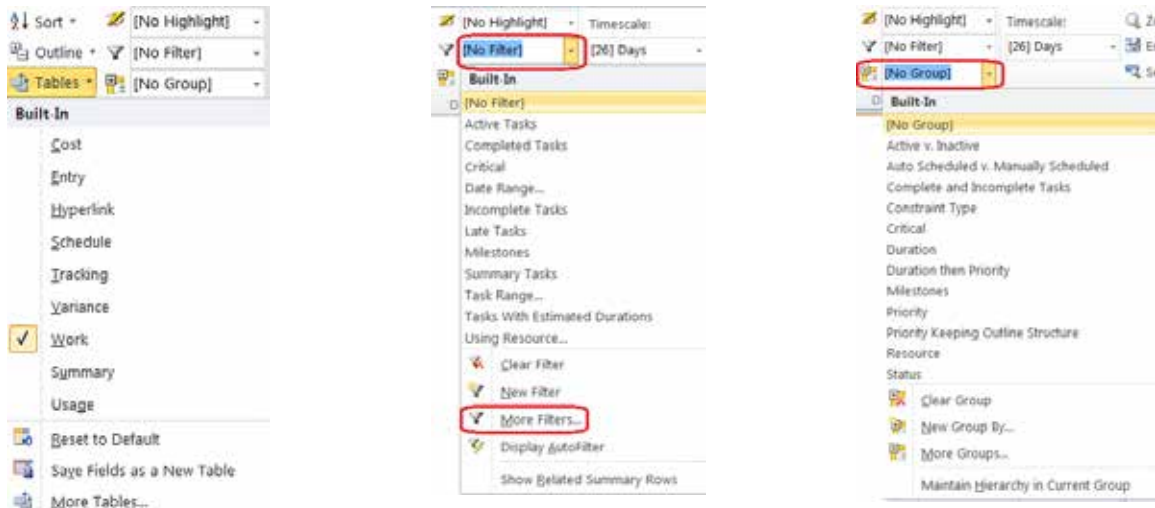 Sort
[No Highlight]
Outline
[No Filter]
Tables
[No Group]
Built-In
Cost
Entry
Hyperlink
Schedule
Tracking
Variance
Work
Summary
Usage
Reset to Default
Save Fields as a New Table
More Tables...
[No Highlight]
Timescale:
[No Filter]
[26] Days
Built-In
D
[No Filter]
Active Tasks
Completed Tasks
Critical
Date Range...
Incomplete Tasks
Late Tasks
Milestones
Summary Tasks
Task Range...
Tasks With Estimated Durations
Using Resource...
Clear Filter
New Filter
More Filters...
Display AutoFilter
Show Related Summary Rows
[No Highlight]
Timescale:
[No Filter]
[26] Days
[No Group]
D
Built-In
[No Group]
Active v. Inactive
Auto Scheduled v. Manually Scheduled
Complete and Incomplete Tasks
Constraint Type
Critical
Duration
Duration then Priority
Milestones
Priority
Priority Keeping Outline Structure
Resource
Status
Clear Group
New Group By...
More Groups...
Maintain Hierarchy in Current Group